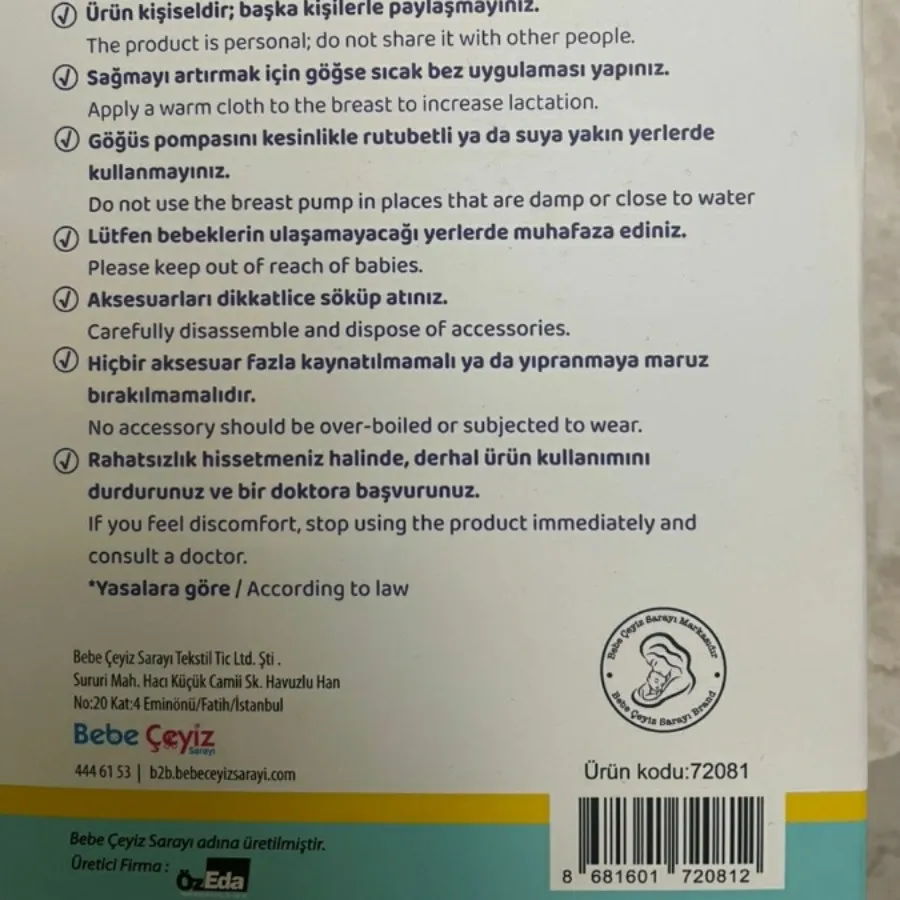 Ürün kişiseldir; başka kişilerle paylaşmayınız.
The product is personal; do not share it with other people.
Sağmayı artırmak için göğse sıcak bez uygulaması yapınız.
Apply a warm cloth to the breast to increase lactation.
Göğüs pompasını kesinlikle rutubetli ya da suya yakın yerlerde
kullanmayınız.
Do not use the breast pump in places that are damp or close to water
Lütfen bebeklerin ulaşamayacağı yerlerde muhafaza ediniz.
Please keep out of reach of babies.
Aksesuarları dikkatlice söküp atınız.
Carefully disassemble and dispose of accessories.
Hiçbir aksesuar fazla kaynatılmamalı ya da yıpranmaya maruz
bırakılmamalıdır.
No accessory should be over-boiled or subjected to wear.
Rahatsızlık hissetmeniz halinde, derhal ürün kullanımını
durdurunuz ve bir doktora başvurunuz.
If you feel discomfort, stop using the product immediately and
consult a doctor.
*Yasalara göre / According to law
Bebe Çeyiz Sarayı Tekstil Tic Ltd. Şti .
Sururi Mah. Hacı Küçük Camii Sk. Havuzlu Han
No:20 Kat:4 Eminönü/Fatih/İstanbul
Bebe Çeyiz
Sarayı
444 61 53 | b2b.bebeceyizsarayi.com
Bebe Çeyiz Sarayı Markasıdır
Bebe Çeyiz Sarayı Brand
Ürün kodu:72081
8 681601 720812
Bebe Çeyiz Sarayı adına üretilmiştir.
Üretici Firma :
ÖzEda